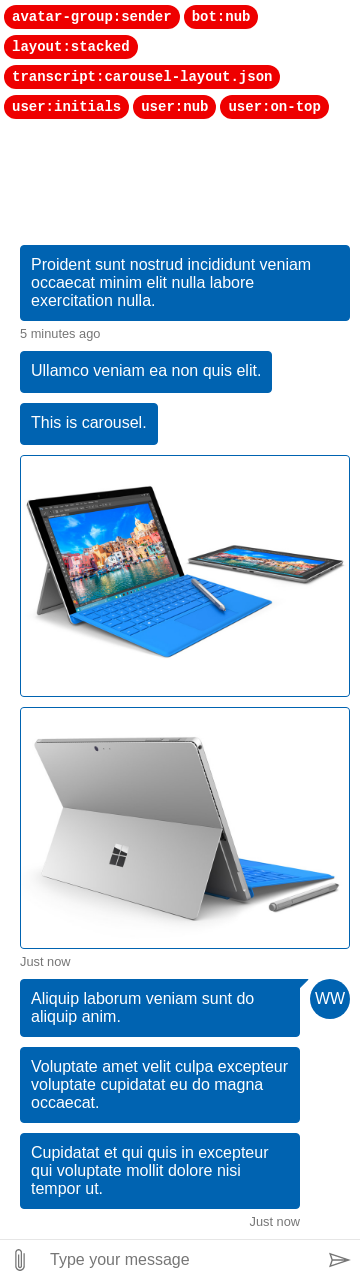 avatar-group:sender bot:nub
layout:stacked
transcript:carousel-layout.json
user:initials user:nub user:on-top
Proident sunt nostrud incididunt veniam
occaecat minim elit nulla labore
exercitation nulla.
5 minutes ago
Ullamco veniam ea non quis elit.
This is carousel.
Just now
Aliquip laborum veniam sunt do
aliquip anim.
WW
Voluptate amet velit culpa excepteur
voluptate cupidatat eu do magna
occaecat.
Cupidatat et qui quis in excepteur
qui voluptate mollit dolore nisi
tempor ut.
Just now
Type your message